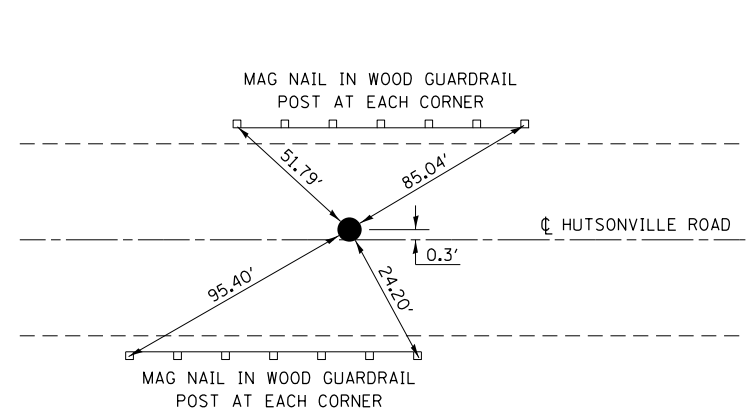 MAG NAIL IN WOOD GUARDRAIL
POST AT EACH CORNER
51.79'
85.04'
℄ HUTSONVILLE ROAD
0.3'
95.40'
24.20'
MAG NAIL IN WOOD GUARDRAIL
POST AT EACH CORNER